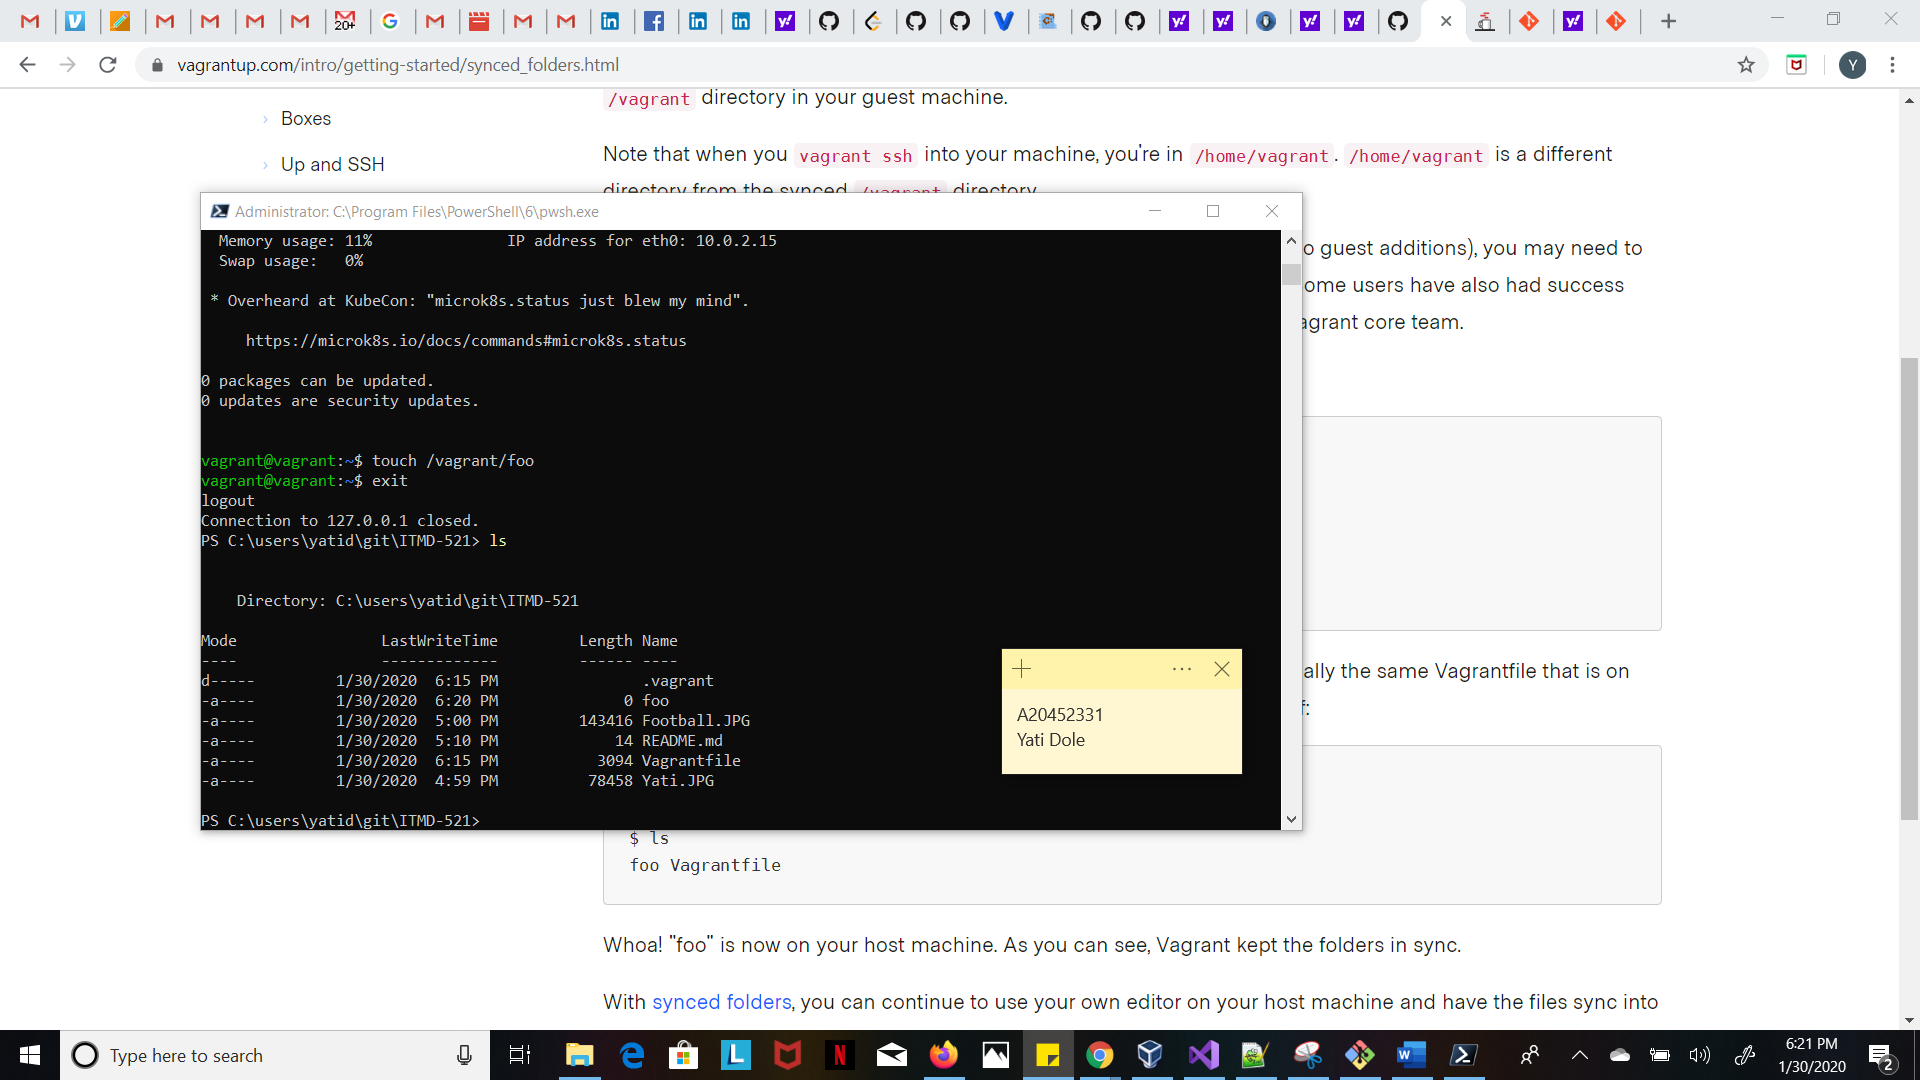 20+
vagrantup.com/intro/getting-started/synced_folders.html
Y
Boxes
Up and SSH
/vagrant directory in your guest machine.
Note that when you vagrant ssh into your machine, you're in /home/vagrant. /home/vagrant is a different
directory from the synced /vagrant directory
o guest additions), you may need to
ome users have also had success
agrant core team.
Administrator: C:\Program Files\PowerShell\6\pwsh.exe
Memory usage: 11% IP address for eth0: 10.0.2.15
Swap usage: 0%
* Overheard at KubeCon: "microk8s.status just blew my mind".
https://microk8s.io/docs/commands#microk8s.status
0 packages can be updated.
0 updates are security updates.
vagrant@vagrant:~$ touch /vagrant/foo
vagrant@vagrant:~$ exit
logout
Connection to 127.0.0.1 closed.
PS C:\users\yatid\git\ITMD-521> ls
Directory: C:\users\yatid\git\ITMD-521
Mode LastWriteTime Length Name
---- ------------- ------ ----
d----- 1/30/2020 6:15 PM .vagrant
-a---- 1/30/2020 6:20 PM 0 foo
-a---- 1/30/2020 5:00 PM 143416 Football.JPG
-a---- 1/30/2020 5:10 PM 14 README.md
-a---- 1/30/2020 6:15 PM 3094 Vagrantfile
-a---- 1/30/2020 4:59 PM 78458 Yati.JPG
PS C:\users\yatid\git\ITMD-521>
A20452331
Yati Dole
ally the same Vagrantfile that is on
f:
$ ls
foo Vagrantfile
Whoa! "foo" is now on your host machine. As you can see, Vagrant kept the folders in sync.
With synced folders, you can continue to use your own editor on your host machine and have the files sync into
Type here to search
6:21 PM
1/30/2020
2